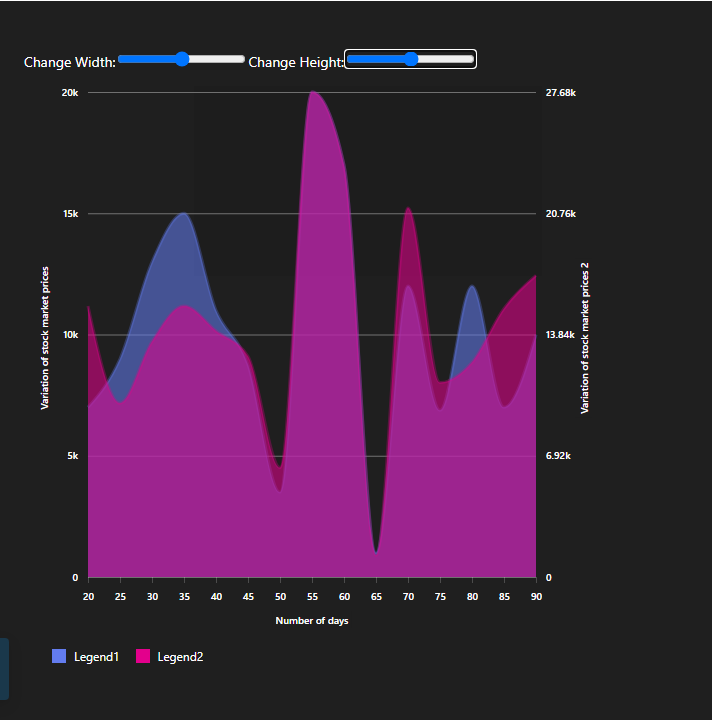 Change Width: Change Height:
20k 27.68k
15k 20.76k
10k 13.84k
5k 6.92k
0 0
Variation of stock market prices
Variation of stock market prices 2
20 25 30 35 40 45 50 55 60 65 70 75 80 85 90
Number of days
Legend1 Legend2